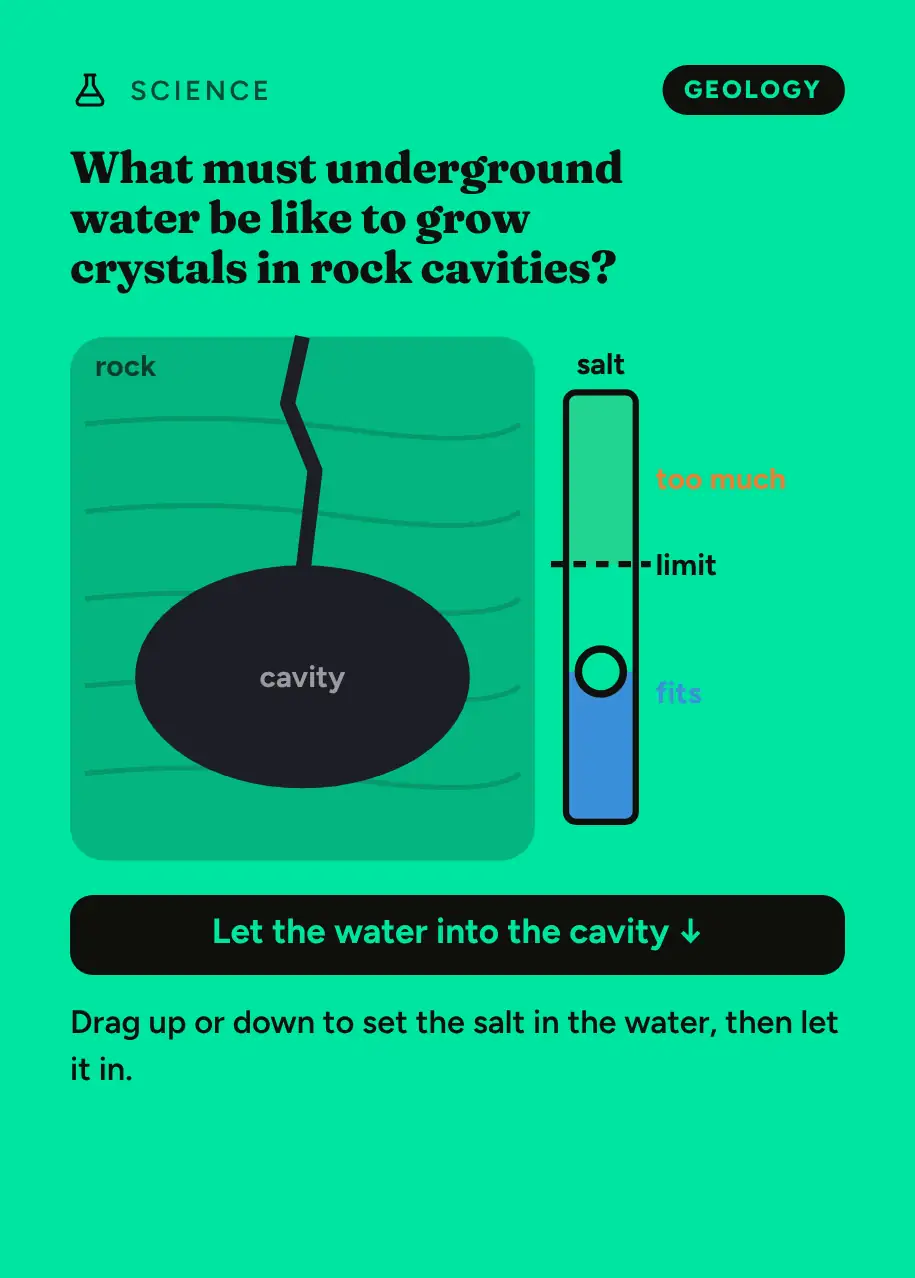 SCIENCE
GEOLOGY
What must underground
water be like to grow
crystals in rock cavities?
rock
salt
too much
limit
cavity
fits
Let the water into the cavity ↓
Drag up or down to set the salt in the water, then let
it in.